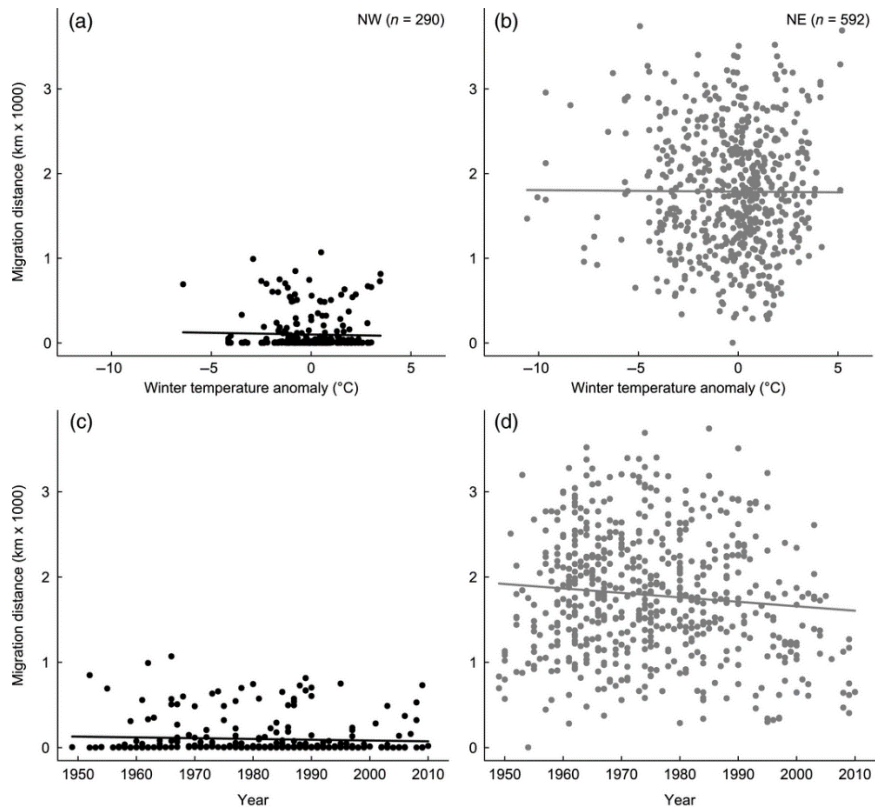 (a)
NW (n = 290)
Migration distance (km x 1000)
3
2
1
0
–10
–5
0
5
Winter temperature anomaly (°C)
(b)
NE (n = 592)
3
2
1
0
–10
–5
0
5
Winter temperature anomaly (°C)
(c)
Migration distance (km x 1000)
3
2
1
0
1950 1960 1970 1980 1990 2000 2010
Year
(d)
3
2
1
0
1950 1960 1970 1980 1990 2000 2010
Year